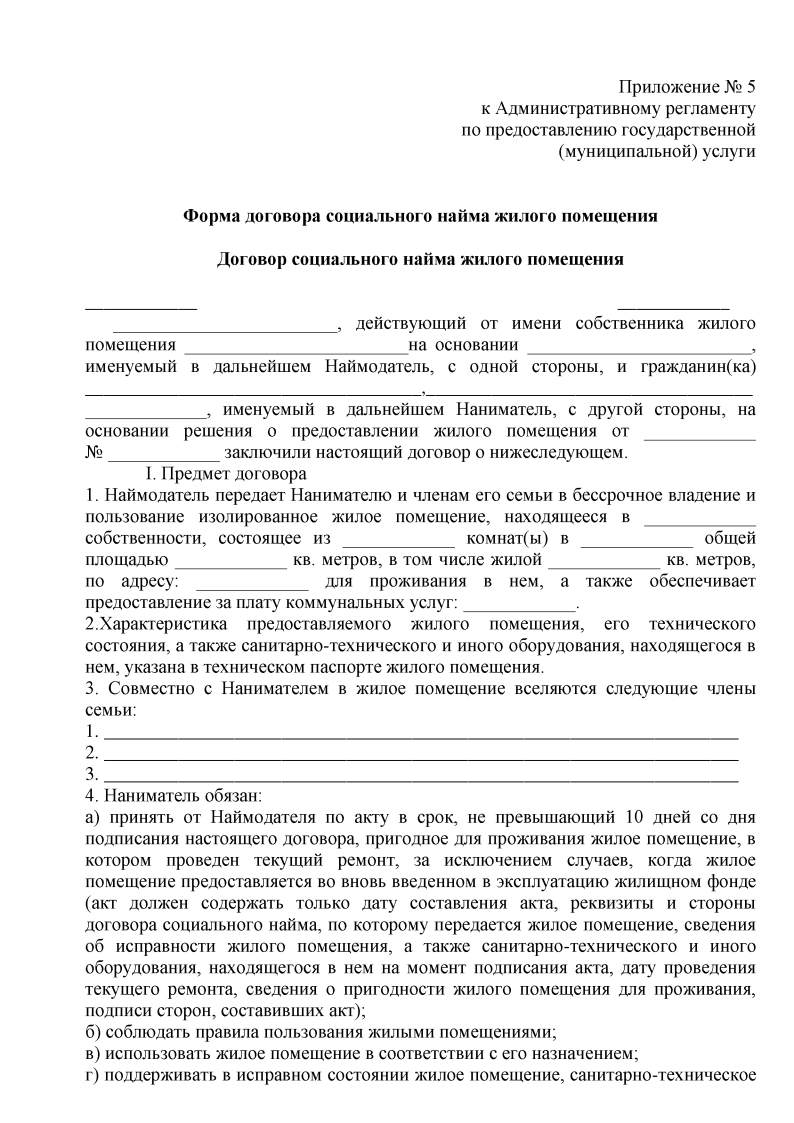 Приложение № 5
к Административному регламенту
по предоставлению государственной
(муниципальной) услуги
Форма договора социального найма жилого помещения
Договор социального найма жилого помещения
____________ ____________
________________________, действующий от имени собственника жилого
помещения ________________________на основании ________________________,
именуемый в дальнейшем Наймодатель, с одной стороны, и гражданин(ка)
____________________________________,___________________________________
_____________, именуемый в дальнейшем Наниматель, с другой стороны, на
основании решения о предоставлении жилого помещения от ____________
№ ____________ заключили настоящий договор о нижеследующем.
I. Предмет договора
1. Наймодатель передает Нанимателю и членам его семьи в бессрочное владение и
пользование изолированное жилое помещение, находящееся в ____________
собственности, состоящее из ____________ комнат(ы) в ____________ общей
площадью ____________ кв. метров, в том числе жилой ____________ кв. метров,
по адресу: ____________ для проживания в нем, а также обеспечивает
предоставление за плату коммунальных услуг: ____________.
2.Характеристика предоставляемого жилого помещения, его технического
состояния, а также санитарно-технического и иного оборудования, находящегося в
нем, указана в техническом паспорте жилого помещения.
3. Совместно с Нанимателем в жилое помещение вселяются следующие члены
семьи:
1. ____________________________________________________________________
2. ____________________________________________________________________
3. ____________________________________________________________________
4. Наниматель обязан:
а) принять от Наймодателя по акту в срок, не превышающий 10 дней со дня
подписания настоящего договора, пригодное для проживания жилое помещение, в
котором проведен текущий ремонт, за исключением случаев, когда жилое
помещение предоставляется во вновь введенном в эксплуатацию жилищном фонде
(акт должен содержать только дату составления акта, реквизиты и стороны
договора социального найма, по которому передается жилое помещение, сведения
об исправности жилого помещения, а также санитарно-технического и иного
оборудования, находящегося в нем на момент подписания акта, дату проведения
текущего ремонта, сведения о пригодности жилого помещения для проживания,
подписи сторон, составивших акт);
б) соблюдать правила пользования жилыми помещениями;
в) использовать жилое помещение в соответствии с его назначением;
г) поддерживать в исправном состоянии жилое помещение, санитарно-техническое